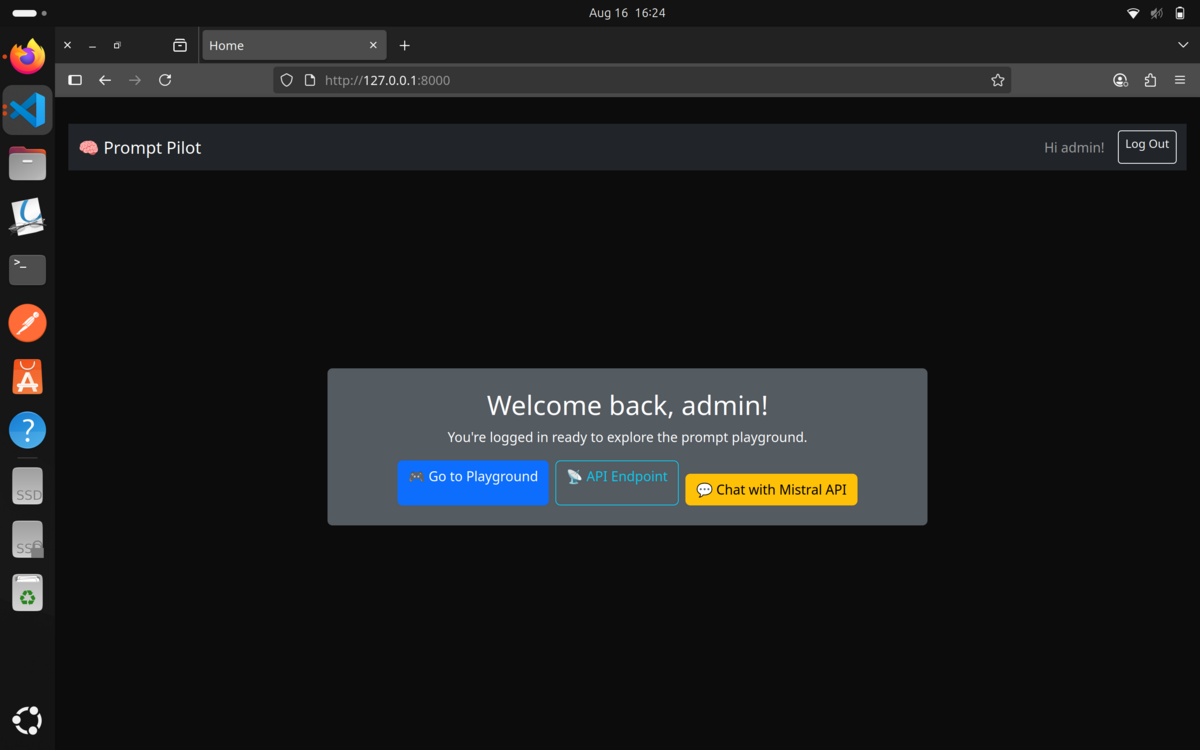 Aug 16 16:24
Home
http://127.0.0.1:8000
🧠 Prompt Pilot
Hi admin!
Log Out
Welcome back, admin!
You're logged in ready to explore the prompt playground.
🎮 Go to Playground
📡 API Endpoint
💬 Chat with Mistral API
>_
A
?
SSD